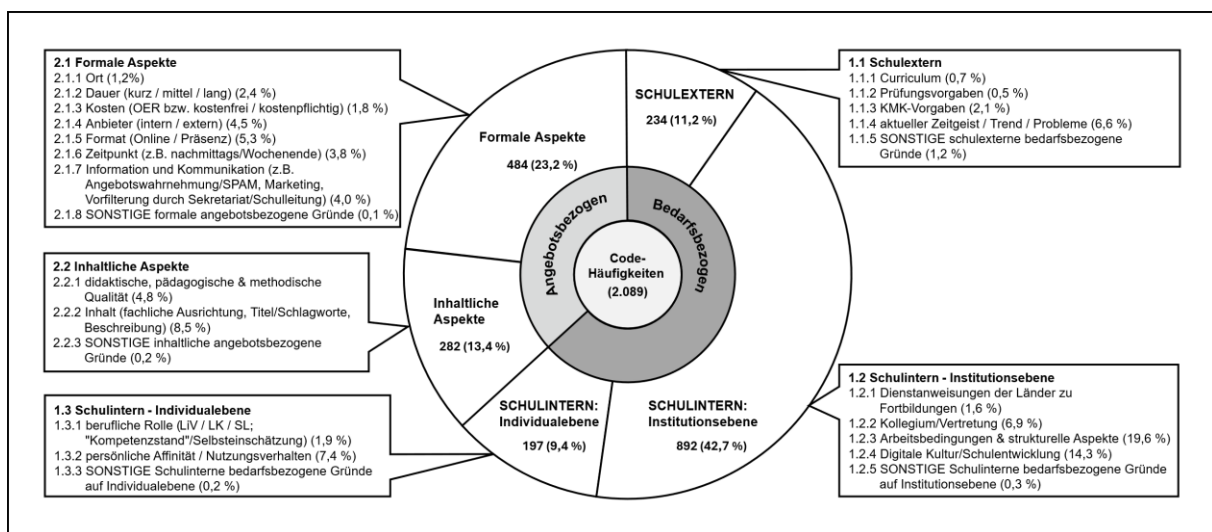 2.1 Formale Aspekte
2.1.1 Ort (1,2%)
2.1.2 Dauer (kurz / mittel / lang) (2,4 %)
2.1.3 Kosten (OER bzw. kostenfrei / kostenpflichtig) (1,8 %)
2.1.4 Anbieter (intern / extern) (4,5 %)
2.1.5 Format (Online / Präsenz) (5,3 %)
2.1.6 Zeitpunkt (z.B. nachmittags/Wochenende) (3,8 %)
2.1.7 Information und Kommunikation (z.B.
Angebotswahrnehmung/SPAM, Marketing,
Vorfilterung durch Sekretariat/Schulleitung)
(4,0 %)
2.1.8 SONSTIGE formale angebotsbezogene Gründe (0,1 %)
2.2 Inhaltliche Aspekte
2.2.1 didaktische, pädagogische & methodische
Qualität (4,8 %)
2.2.2 Inhalt (fachliche Ausrichtung, Titel/Schlagworte,
Beschreibung) (8,5 %)
2.2.3 SONSTIGE inhaltliche angebotsbezogene
Gründe (0,2 %)
1.3 Schulintern - Individualebene
1.3.1 berufliche Rolle (LiV / LK / SL;
"Kompetenzstand"/Selbsteinschätzung) (1,9 %)
1.3.2 persönliche Affinität / Nutzungsverhalten (7,4 %)
1.3.3 SONSTIGE Schulinterne bedarfsbezogene Gründe
auf Individualebene (0,2 %)
Formale Aspekte
484 (23,2 %)
SCHULEXTERN
234 (11,2 %)
Angebotsbezogen
Bedarfsbezogen
Code-
Häufigkeiten
(2.089)
Inhaltliche
Aspekte
282 (13,4 %)
SCHULINTERN:
Individualebene
197 (9,4 %)
SCHULINTERN:
Institutionsebene
892 (42,7 %)
1.1 Schulextern
1.1.1 Curriculum (0,7 %)
1.1.2 Prüfungsvorgaben (0,5 %)
1.1.3 KMK-Vorgaben (2,1 %)
1.1.4 aktueller Zeitgeist / Trend / Probleme (6,6 %)
1.1.5 SONSTIGE schulexterne bedarfsbezogene
Gründe (1,2 %)
1.2 Schulintern - Institutionsebene
1.2.1 Dienstanweisungen der Länder zu
Fortbildungen (1,6 %)
1.2.2 Kollegium/Vertretung (6,9 %)
1.2.3 Arbeitsbedingungen & strukturelle Aspekte (19,6 %)
1.2.4 Digitale Kultur/Schulentwicklung (14,3 %)
1.2.5 SONSTIGE Schulinterne bedarfsbezogene Gründe
auf Institutionsebene (0,3 %)